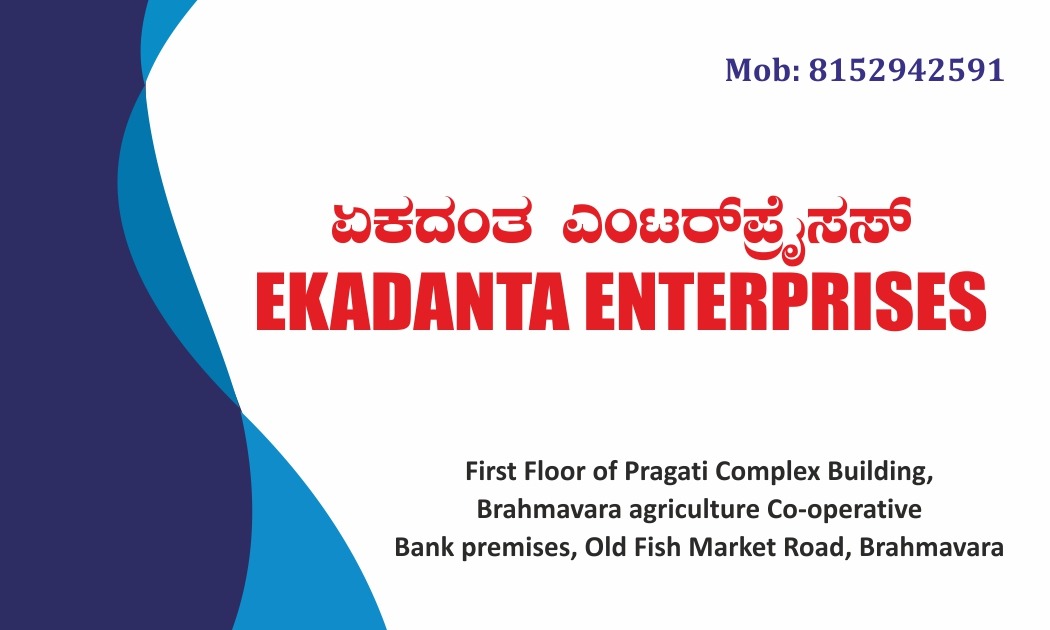 Mob: 8152942591
ಏಕದಂತ ಎಂಟರ್‌ಪ್ರೈಸಸ್
EKADANTA ENTERPRISES
First Floor of Pragati Complex Building,
Brahmavara agriculture Co-operative
Bank premises, Old Fish Market Road, Brahmavara